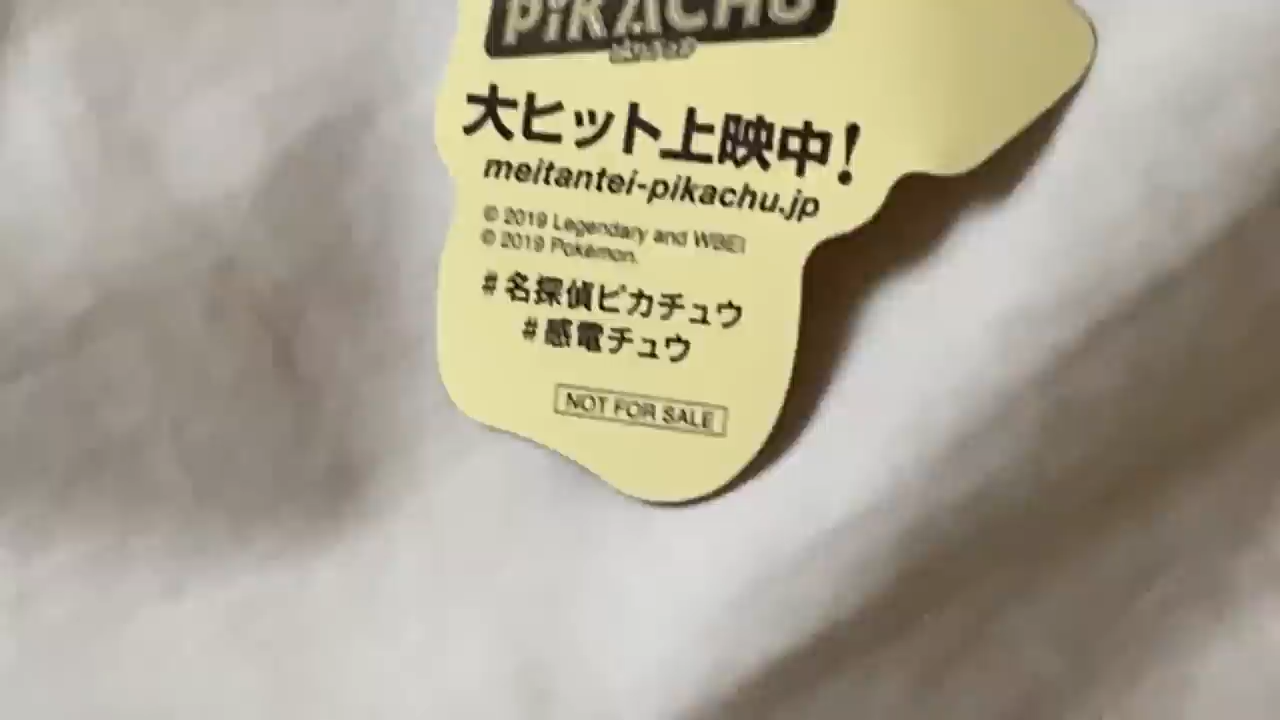 PIKACHU
大ヒット上映中!
meitantei-pikachu.jp
© 2019 Legendary and WBEI
© 2019 Pokémon.
#名探偵ピカチュウ
#感電チュウ
NOT FOR SALE